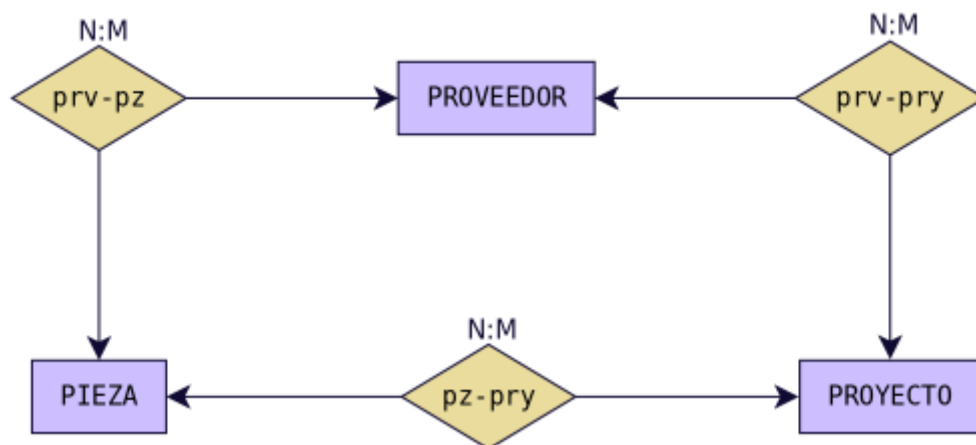 N:M
N:M
prv-pz
PROVEEDOR
prv-pry
N:M
PIEZA
pz-pry
PROYECTO